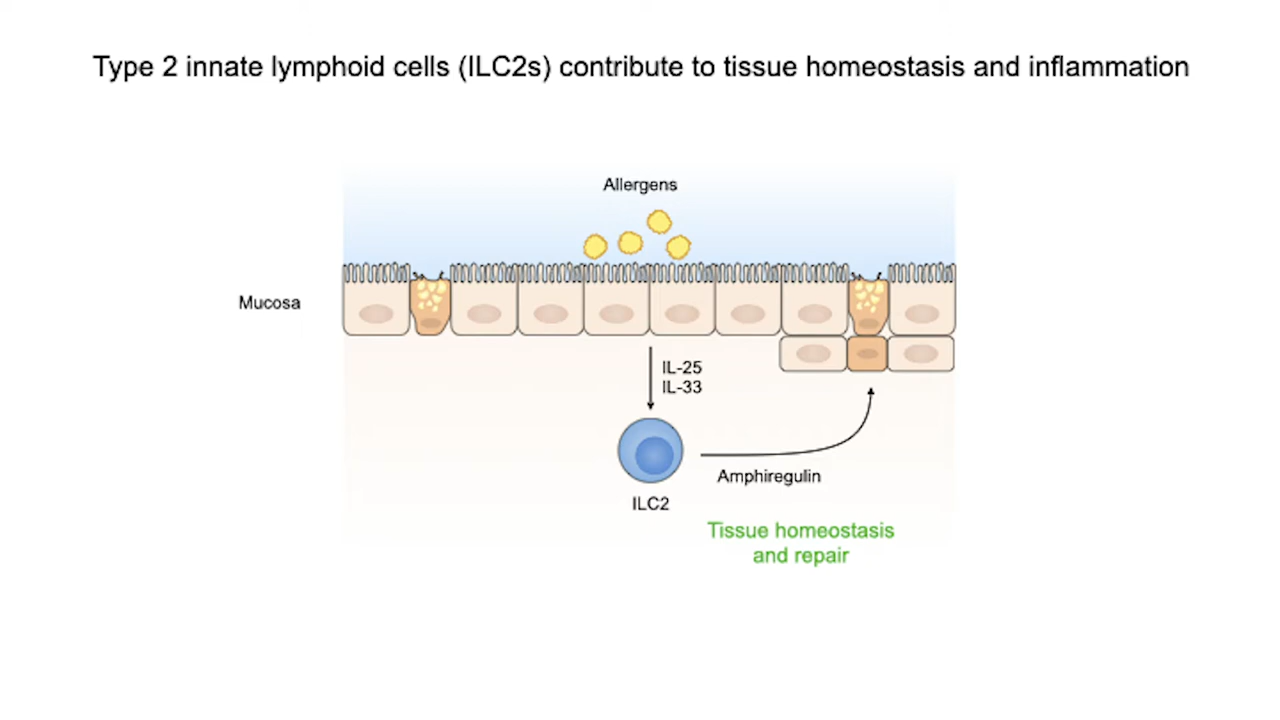 Type 2 innate lymphoid cells (ILC2s) contribute to tissue homeostasis and inflammation
Allergens
Mucosa
IL-25
IL-33
ILC2
Amphiregulin
Tissue homeostasis
and repair